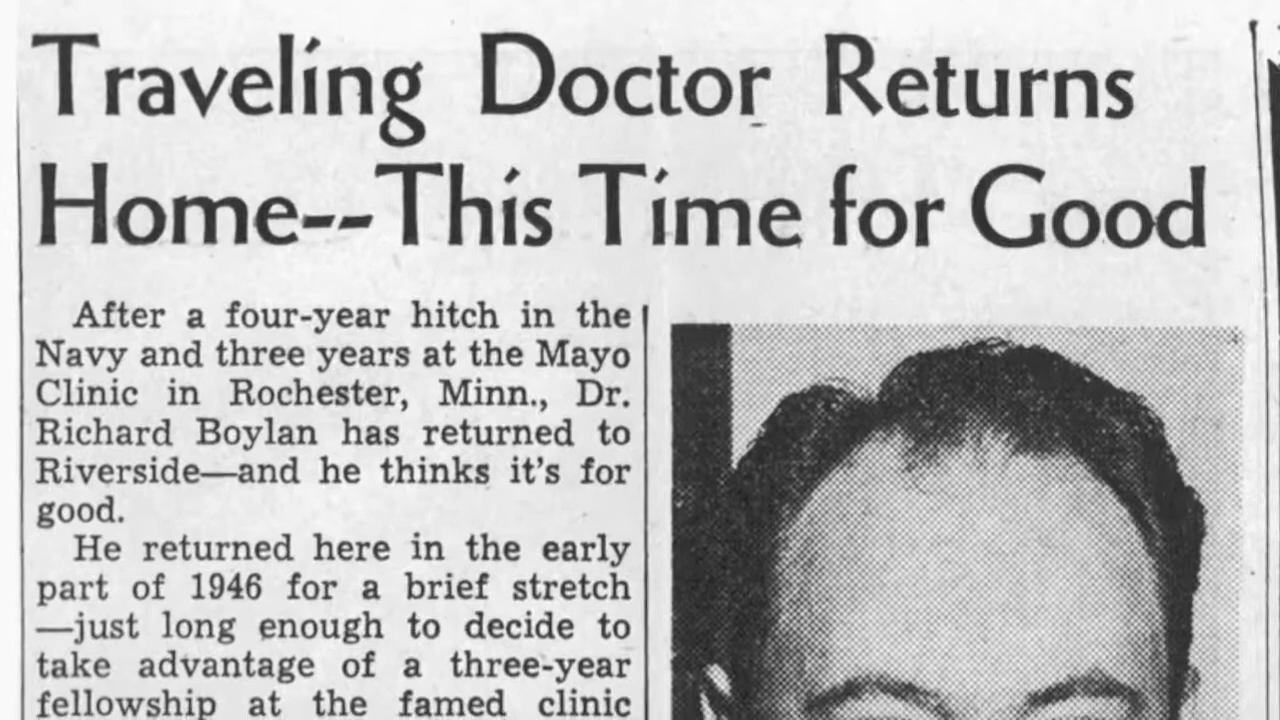 Traveling Doctor Returns
Home--This Time for Good
After a four-year hitch in the
Navy and three years at the Mayo
Clinic in Rochester, Minn., Dr.
Richard Boylan has returned to
Riverside—and he thinks it's for
good.
He returned here in the early
part of 1946 for a brief stretch
—just long enough to decide to
take advantage of a three-year
fellowship at the famed clinic